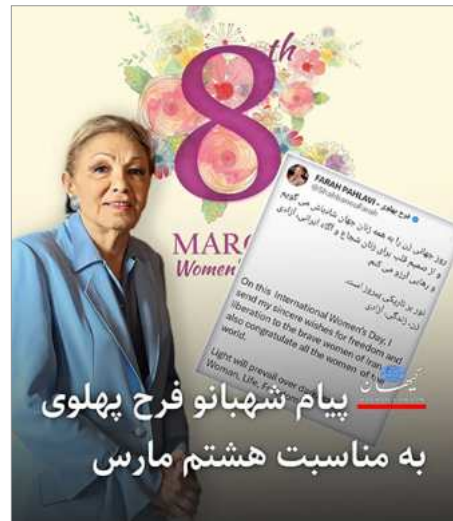 8th
MARC
Women's
FARAH PAHLAVI - فرح پهلوی
@ShahbanouFarah
روز جهانی زن را به همه زنان جهان شادباش می گویم
و از صمیم قلب برای زنان شجاع و آگاه ایرانی، آزادی
و رهایی آرزو می کنم.
نور بر تاریکی پیروز است.
زن، زندگی، آزادی
On this International Women's Day, I
send my sincere wishes for freedom and
liberation to the brave women of Iran
also congratulate all the women of the
world.
Light will prevail over da
Woman, Life, F
کیهان
پیام شهبانو فرح پهلوی
به مناسبت هشتم مارس